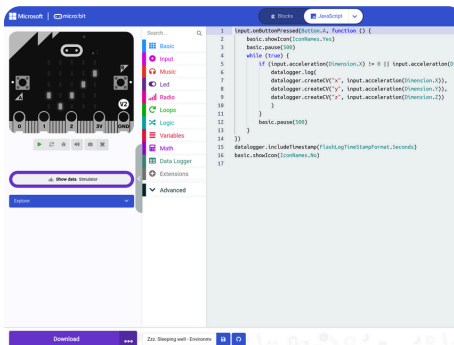 Microsoft
micro:bit
Blocks
JavaScript
V2
0 1 2 3V GND
Show data Simulator
Explorer
Download
Search...
Basic
Input
Music
Led
Radio
Loops
Logic
Variables
Math
Data Logger
Extensions
Advanced
1 input.onButtonPressed(Button.A, function () {
2 basic.showIcon(IconNames.Yes)
3 basic.pause(500)
4 while (true) {
5 if (input.acceleration(Dimension.X) != 0 || input.acceleration(D
6 datalogger.log(
7 datalogger.createCV("x", input.acceleration(Dimension.X)),
8 datalogger.createCV("y", input.acceleration(Dimension.Y)),
9 datalogger.createCV("z", input.acceleration(Dimension.Z))
10 )
11 }
12 basic.pause(500)
13 }
14 })
15 datalogger.includeTimestamp(FlashLogTimeStampFormat.Seconds)
16 basic.showIcon(IconNames.No)
17
Zzz. Sleeping well - Environme